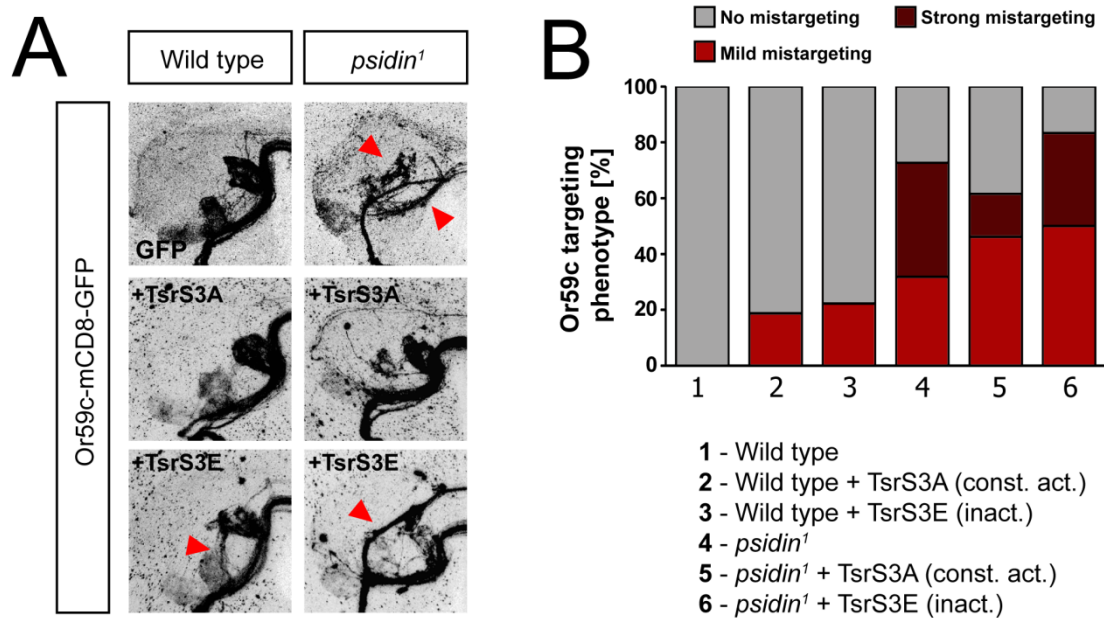 A
Wild type
psidin¹
Or59c-mCD8-GFP
GFP
+TsrS3A
+TsrS3A
+TsrS3E
+TsrS3E
B
No mistargeting
Strong mistargeting
Mild mistargeting
Or59c targeting
phenotype [%]
100
80
60
40
20
0
1 2 3 4 5 6
1 - Wild type
2 - Wild type + TsrS3A (const. act.)
3 - Wild type + TsrS3E (inact.)
4 - psidin¹
5 - psidin¹ + TsrS3A (const. act.)
6 - psidin¹ + TsrS3E (inact.)